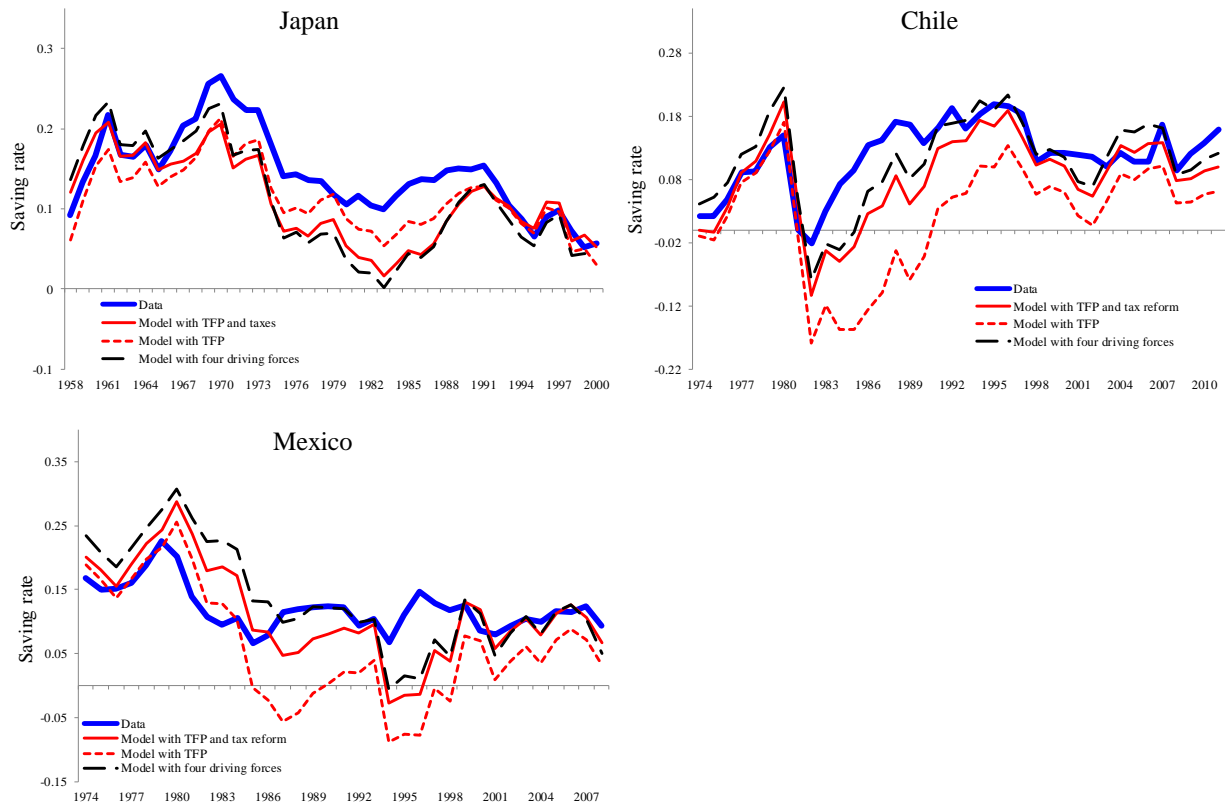 Japan
Saving rate
0.3
0.2
0.1
0
-0.1
Data
Model with TFP and taxes
Model with TFP
Model with four driving forces
1958 1961 1964 1967 1970 1973 1976 1979 1982 1985 1988 1991 1994 1997 2000
Chile
Saving rate
0.28
0.18
0.08
-0.02
-0.12
-0.22
Data
Model with TFP and tax reform
Model with TFP
Model with four driving forces
1974 1977 1980 1983 1986 1989 1992 1995 1998 2001 2004 2007 2010
Mexico
Saving rate
0.35
0.25
0.15
0.05
-0.05
-0.15
Data
Model with TFP and tax reform
Model with TFP
Model with four driving forces
1974 1977 1980 1983 1986 1989 1992 1995 1998 2001 2004 2007